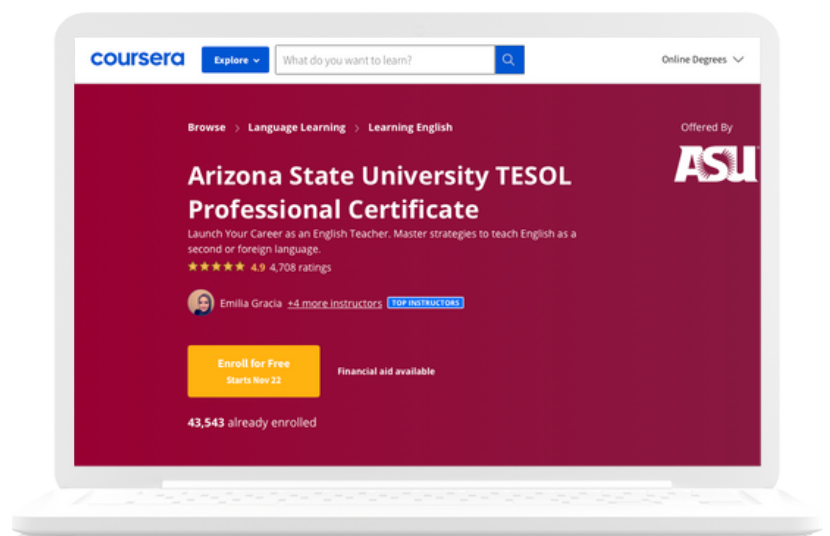 coursera Explore What do you want to learn? Online Degrees
Browse > Language Learning > Learning English
Offered By
ASU
Arizona State University TESOL
Professional Certificate
Launch Your Career as an English Teacher. Master strategies to teach English as a
second or foreign language.
4.9 4,708 ratings
Emilia Gracia +4 more instructors TOP INSTRUCTORS
Enroll for Free
Starts Nov 22
Financial aid available
43,543 already enrolled